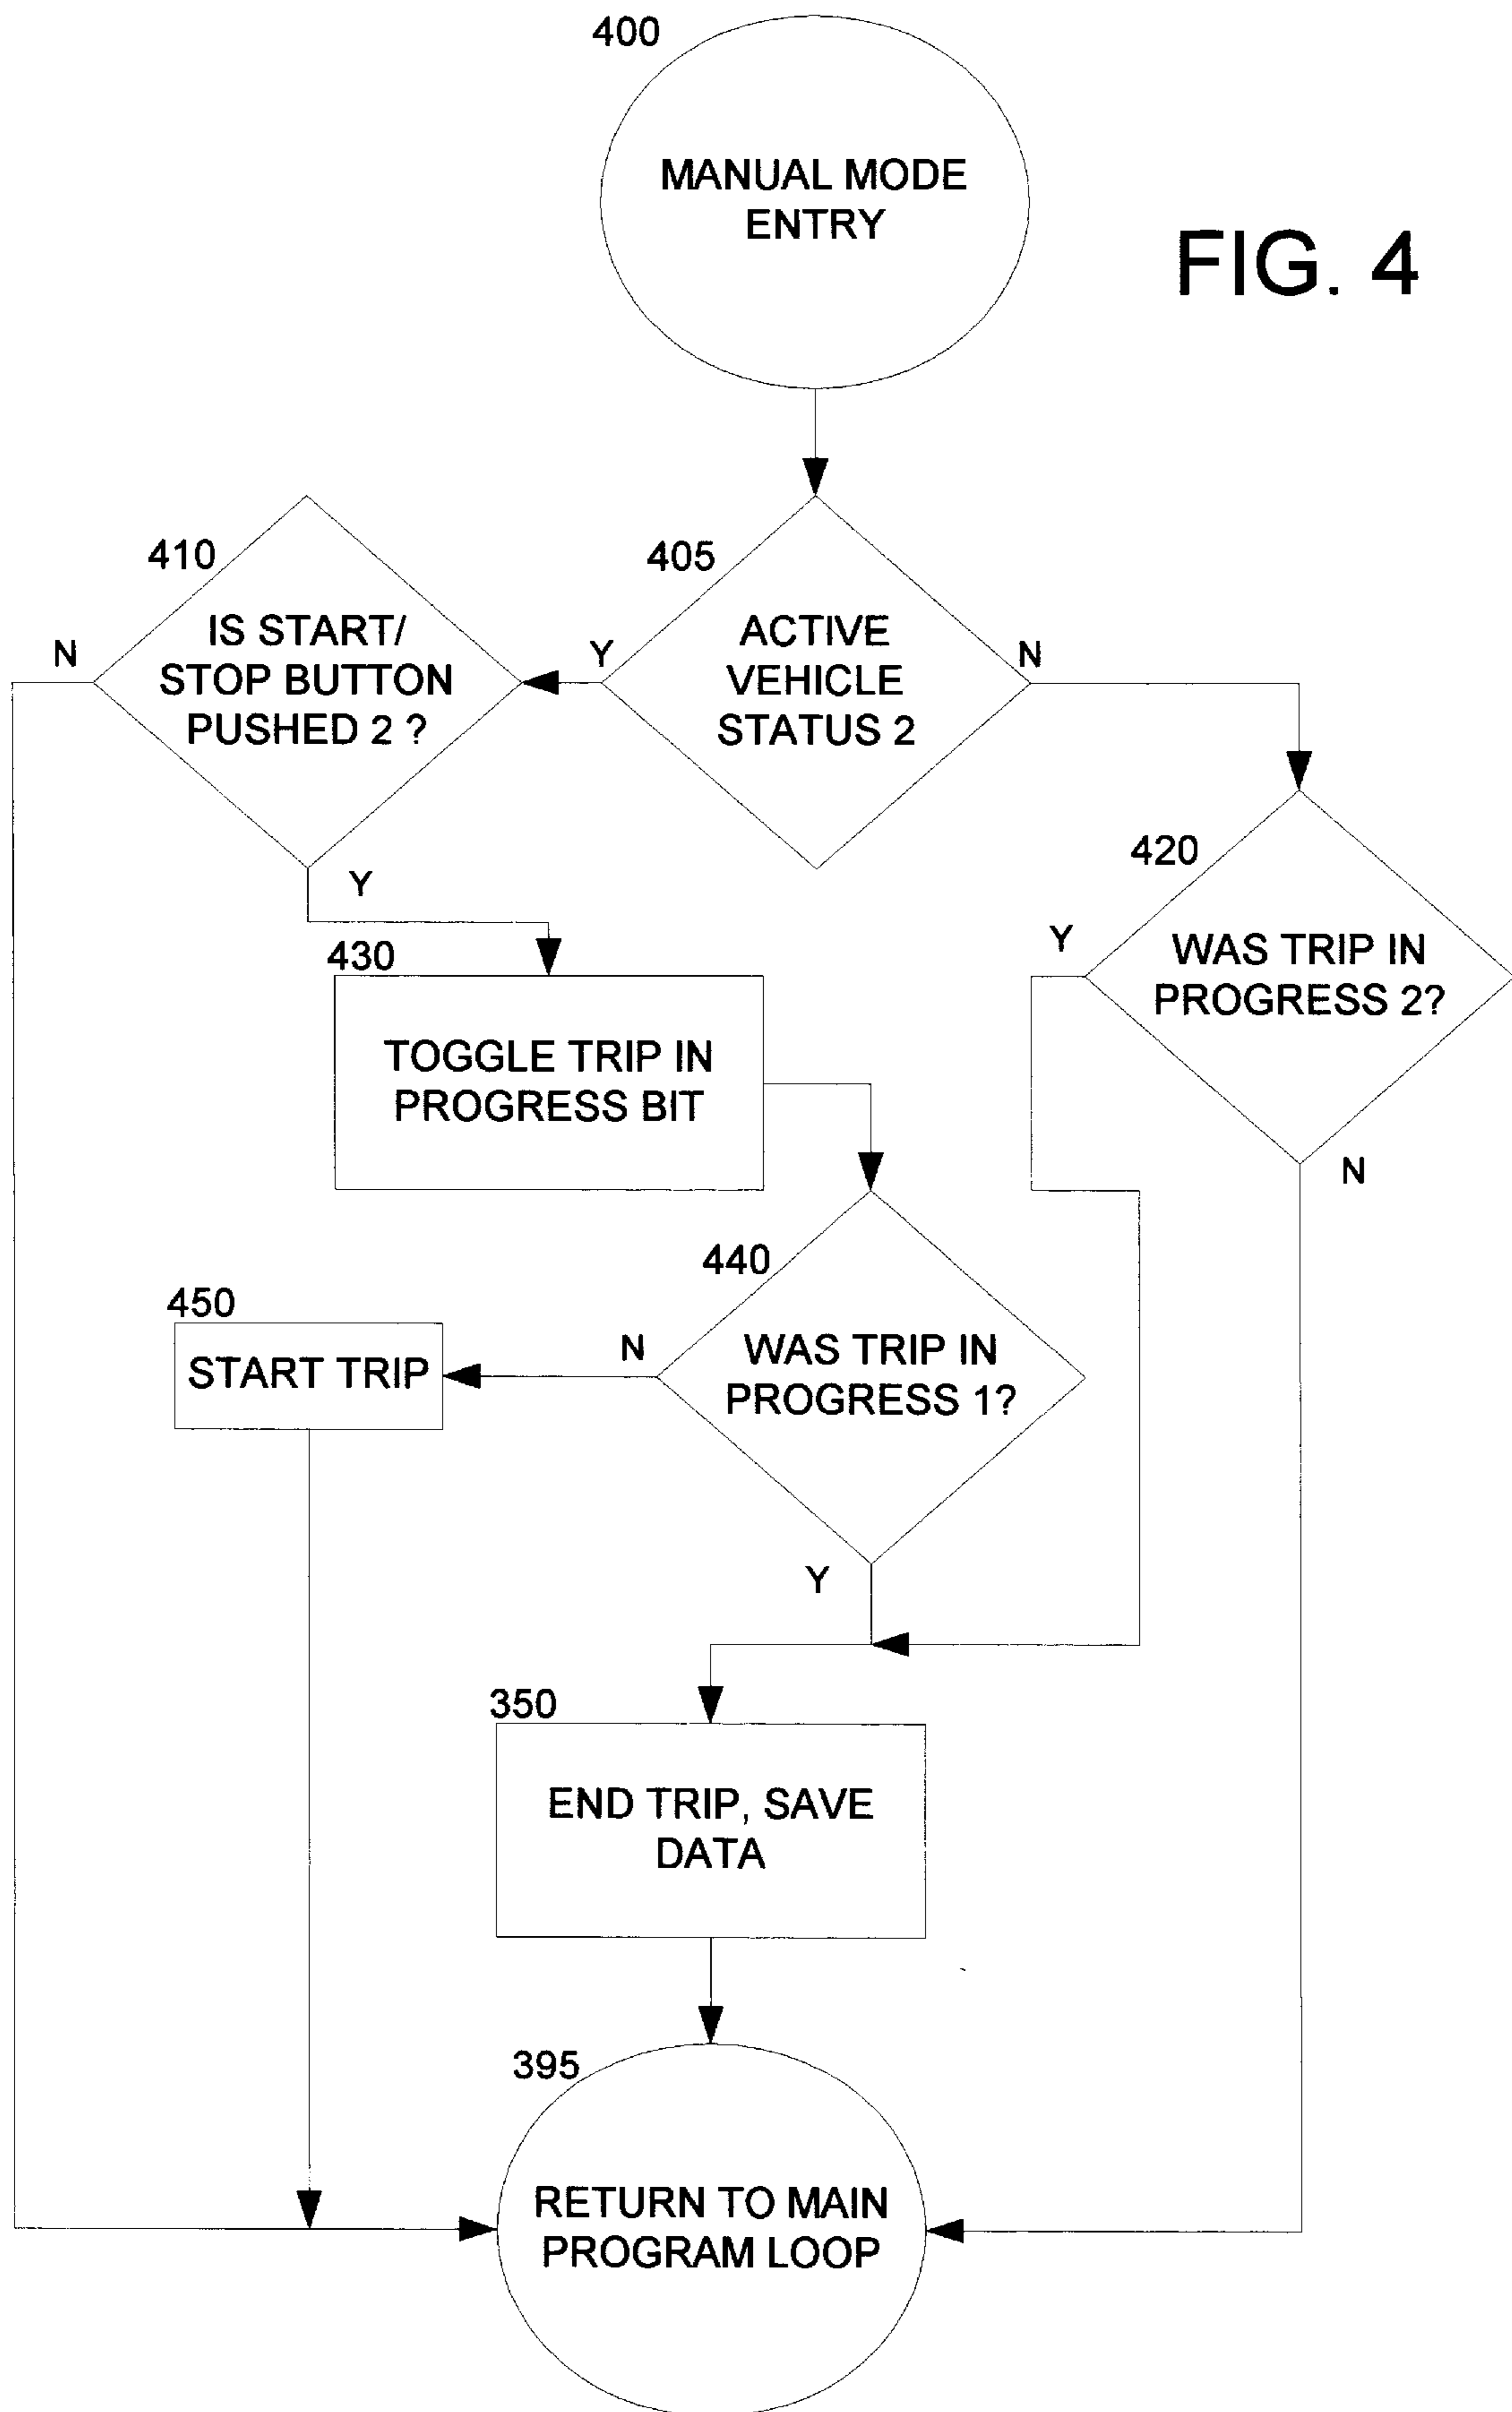 400
MANUAL MODE
ENTRY
FIG. 4
410
405
IS START/
STOP BUTTON
PUSHED 2 ?
N
Y
ACTIVE
VEHICLE
STATUS 2
N
Y
420
Y
WAS TRIP IN
PROGRESS 2?
N
430
TOGGLE TRIP IN
PROGRESS BIT
440
450
START TRIP
N
WAS TRIP IN
PROGRESS 1?
Y
350
END TRIP, SAVE
DATA
395
RETURN TO MAIN
PROGRAM LOOP